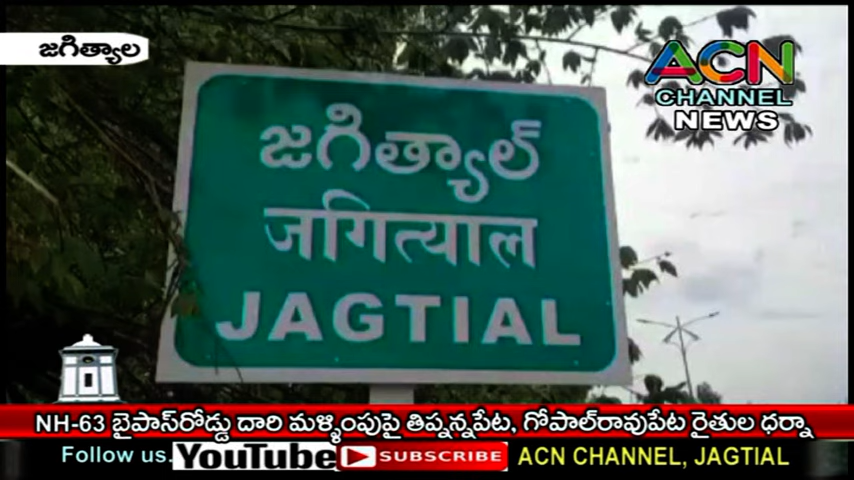 జగిత్యాల
ACN
CHANNEL
NEWS
జగిత్యాల్
जगित्याल
JAGTIAL
NH-63 బైపాస్‌రోడ్డు దారి మళ్ళింపుపై తిప్పన్నపేట, గోపాల్‌రావుపేట రైతుల ధర్నా
Follow us. YouTube SUBSCRIBE ACN CHANNEL, JAGTIAL